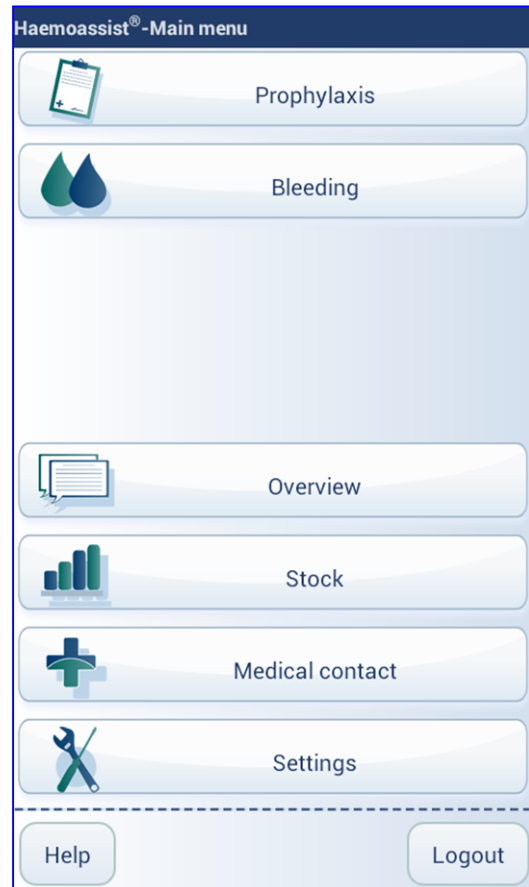 Haemoassist®-Main menu
Prophylaxis
Bleeding
Overview
Stock
Medical contact
Settings
Help
Logout